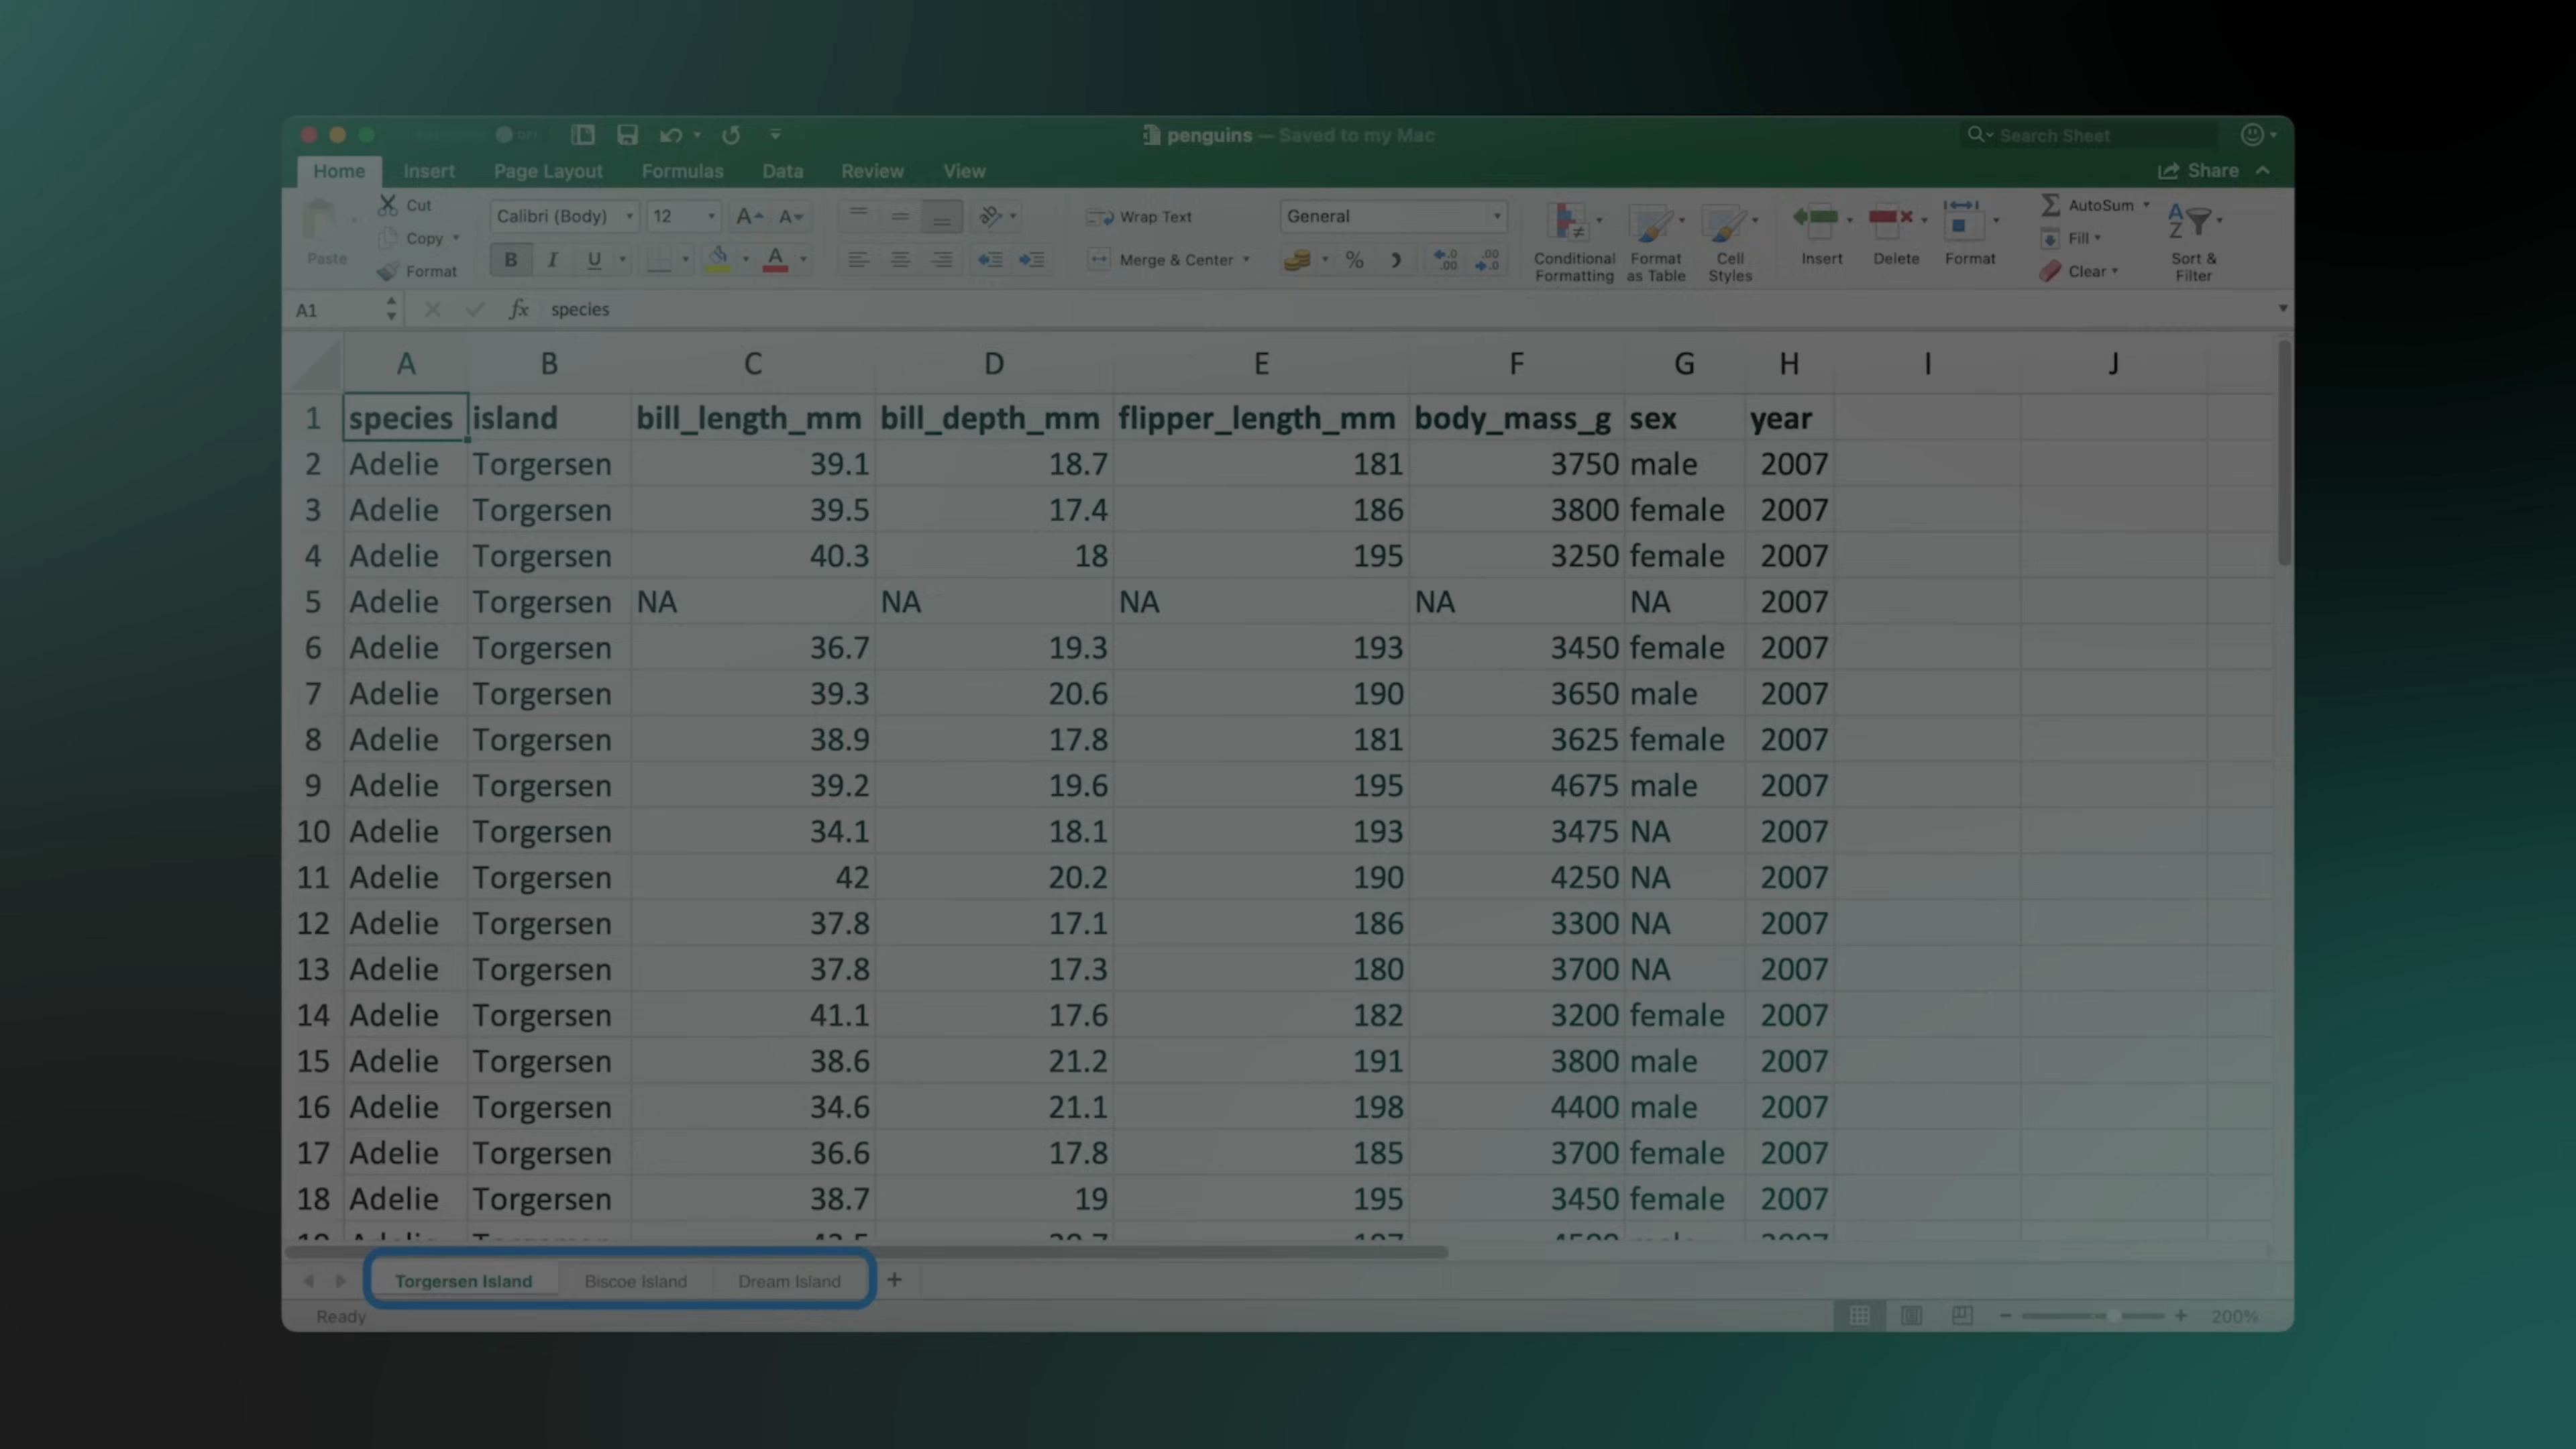 penguins — Saved to my Mac
Search Sheet
Home Insert Page Layout Formulas Data Review View
Share
Paste
Cut
Copy
Format
Calibri (Body) 12
B I U
Wrap Text
Merge & Center
General
Conditional Formatting
Format as Table
Cell Styles
Insert
Delete
Format
AutoSum
Fill
Clear
Sort & Filter
A1 fx species
A B C D E F G H I J
1 species island bill_length_mm bill_depth_mm flipper_length_mm body_mass_g sex year
2 Adelie Torgersen 39.1 18.7 181 3750 male 2007
3 Adelie Torgersen 39.5 17.4 186 3800 female 2007
4 Adelie Torgersen 40.3 18 195 3250 female 2007
5 Adelie Torgersen NA NA NA NA NA 2007
6 Adelie Torgersen 36.7 19.3 193 3450 female 2007
7 Adelie Torgersen 39.3 20.6 190 3650 male 2007
8 Adelie Torgersen 38.9 17.8 181 3625 female 2007
9 Adelie Torgersen 39.2 19.6 195 4675 male 2007
10 Adelie Torgersen 34.1 18.1 193 3475 NA 2007
11 Adelie Torgersen 42 20.2 190 4250 NA 2007
12 Adelie Torgersen 37.8 17.1 186 3300 NA 2007
13 Adelie Torgersen 37.8 17.3 180 3700 NA 2007
14 Adelie Torgersen 41.1 17.6 182 3200 female 2007
15 Adelie Torgersen 38.6 21.2 191 3800 male 2007
16 Adelie Torgersen 34.6 21.1 198 4400 male 2007
17 Adelie Torgersen 36.6 17.8 185 3700 female 2007
18 Adelie Torgersen 38.7 19 195 3450 female 2007
Torgersen Island Biscoe Island Dream Island +
Ready
200%